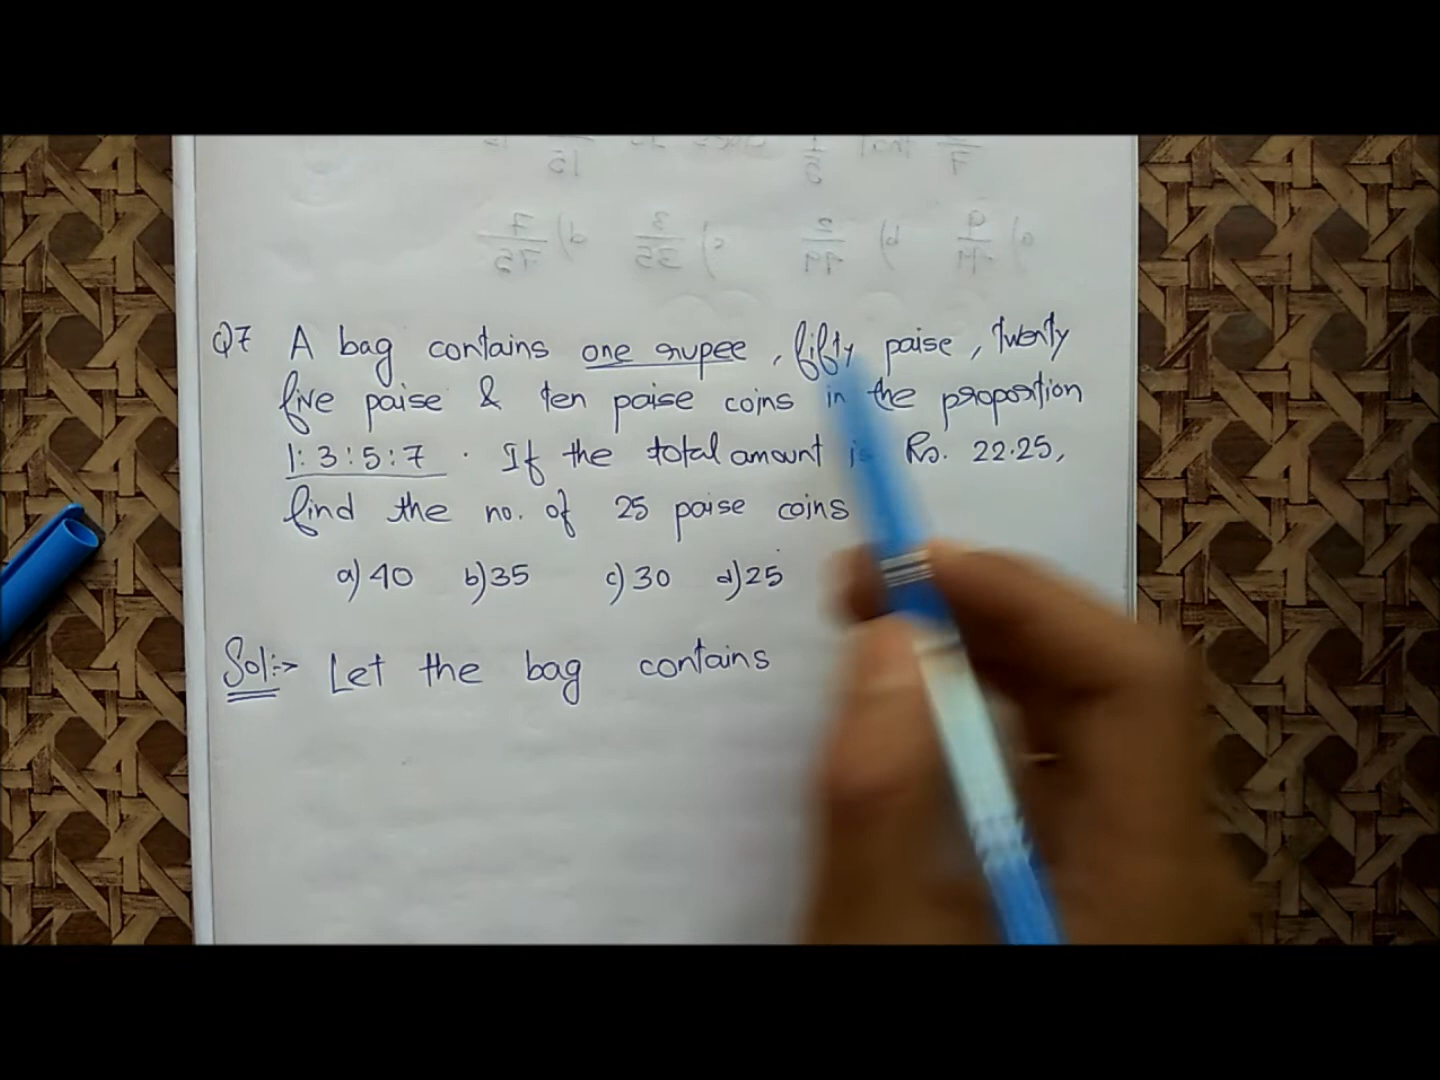 Q7 A bag contains one rupee, fifty paise, twenty
five paise & ten paise coins in the proportion
1:3:5:7. If the total amount is Rs. 22.25,
find the no. of 25 paise coins
a) 40 b) 35 c) 30 d) 25
Sol:-> Let the bag contains